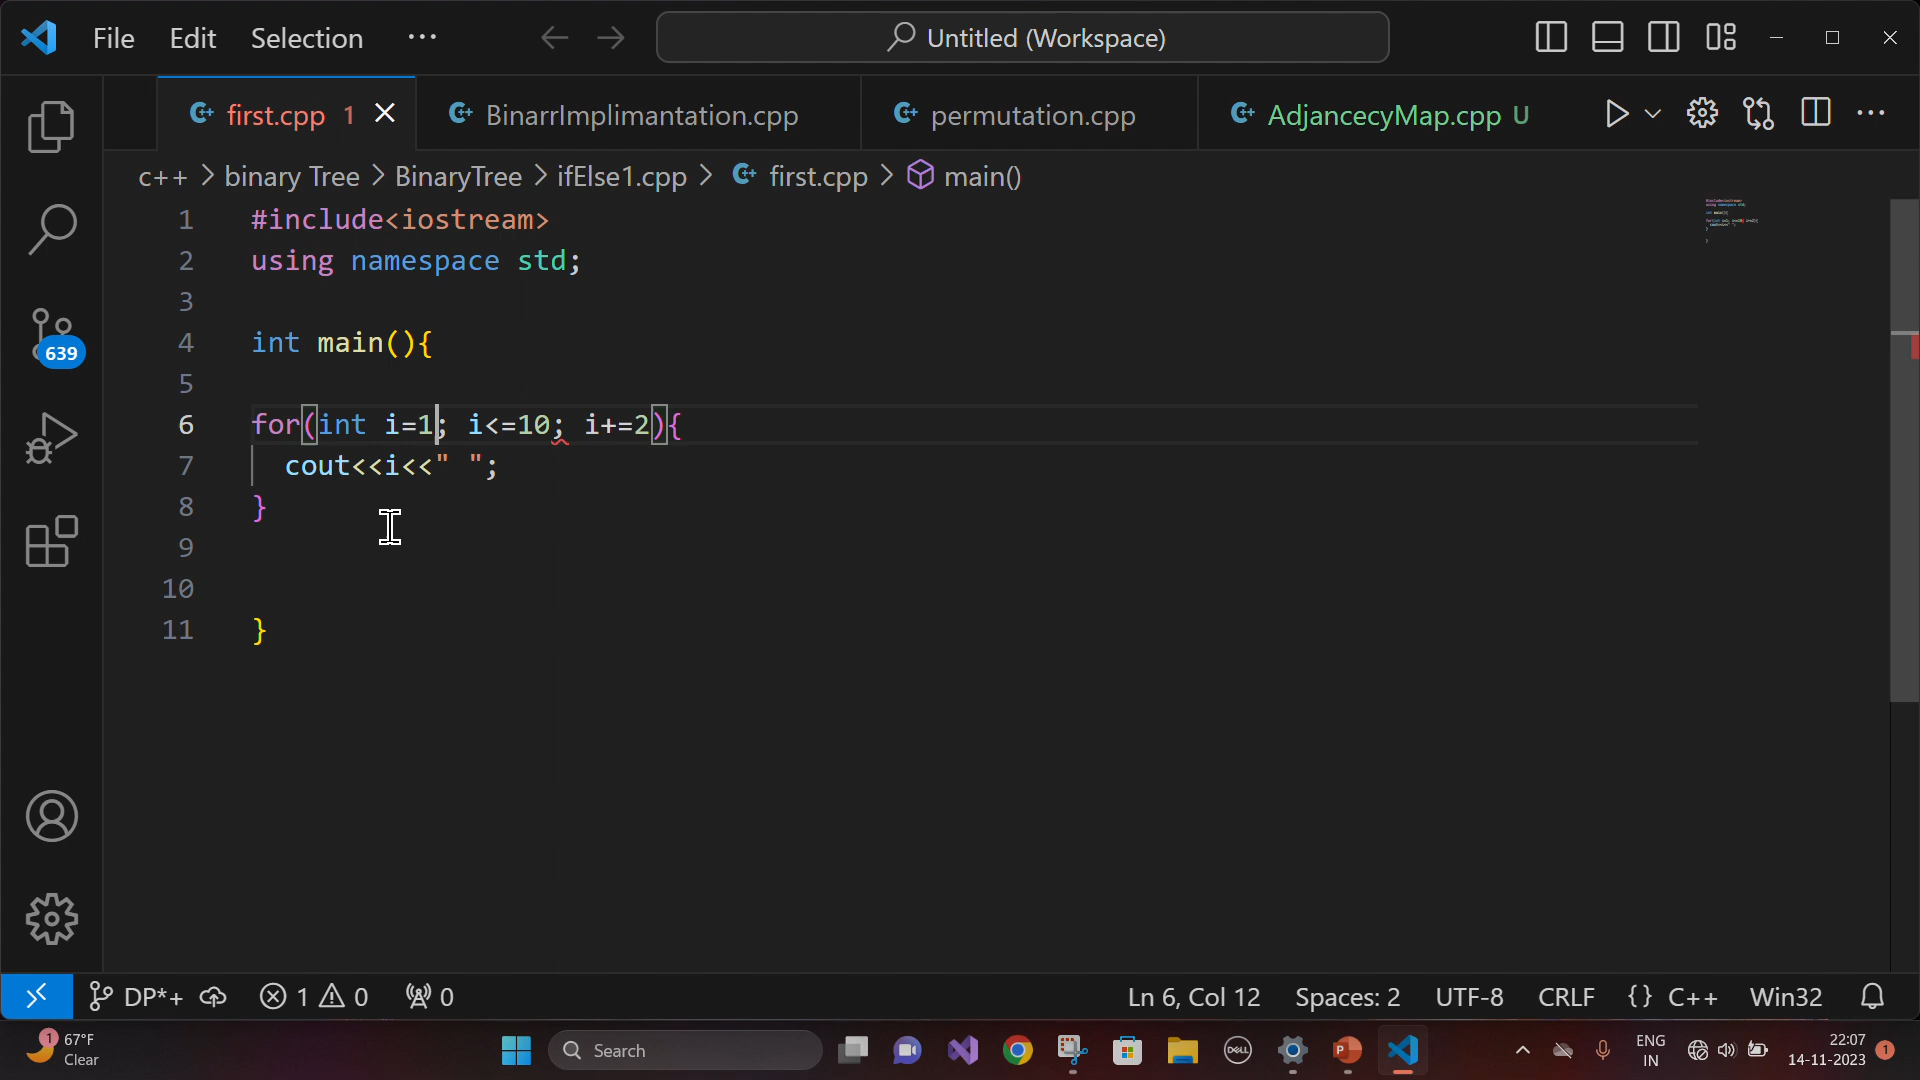 File Edit Selection ··· Untitled (Workspace)
first.cpp 1 BinarrImplimantation.cpp permutation.cpp AdjancecyMap.cpp U
c++ > binary Tree > BinaryTree > ifElse1.cpp > first.cpp > main()
1 #include<iostream>
2 using namespace std;
3
4 int main(){
5
6 for(int i=1; i<=10; i+=2){
7 cout<<i<<" ";
8 }
9
10
11 }
639
DP*+ 1 0 0 Ln 6, Col 12 Spaces: 2 UTF-8 CRLF {} C++ Win32
1 67°F
Clear
Search
DELL
ENG
IN
22:07
14-11-2023
1